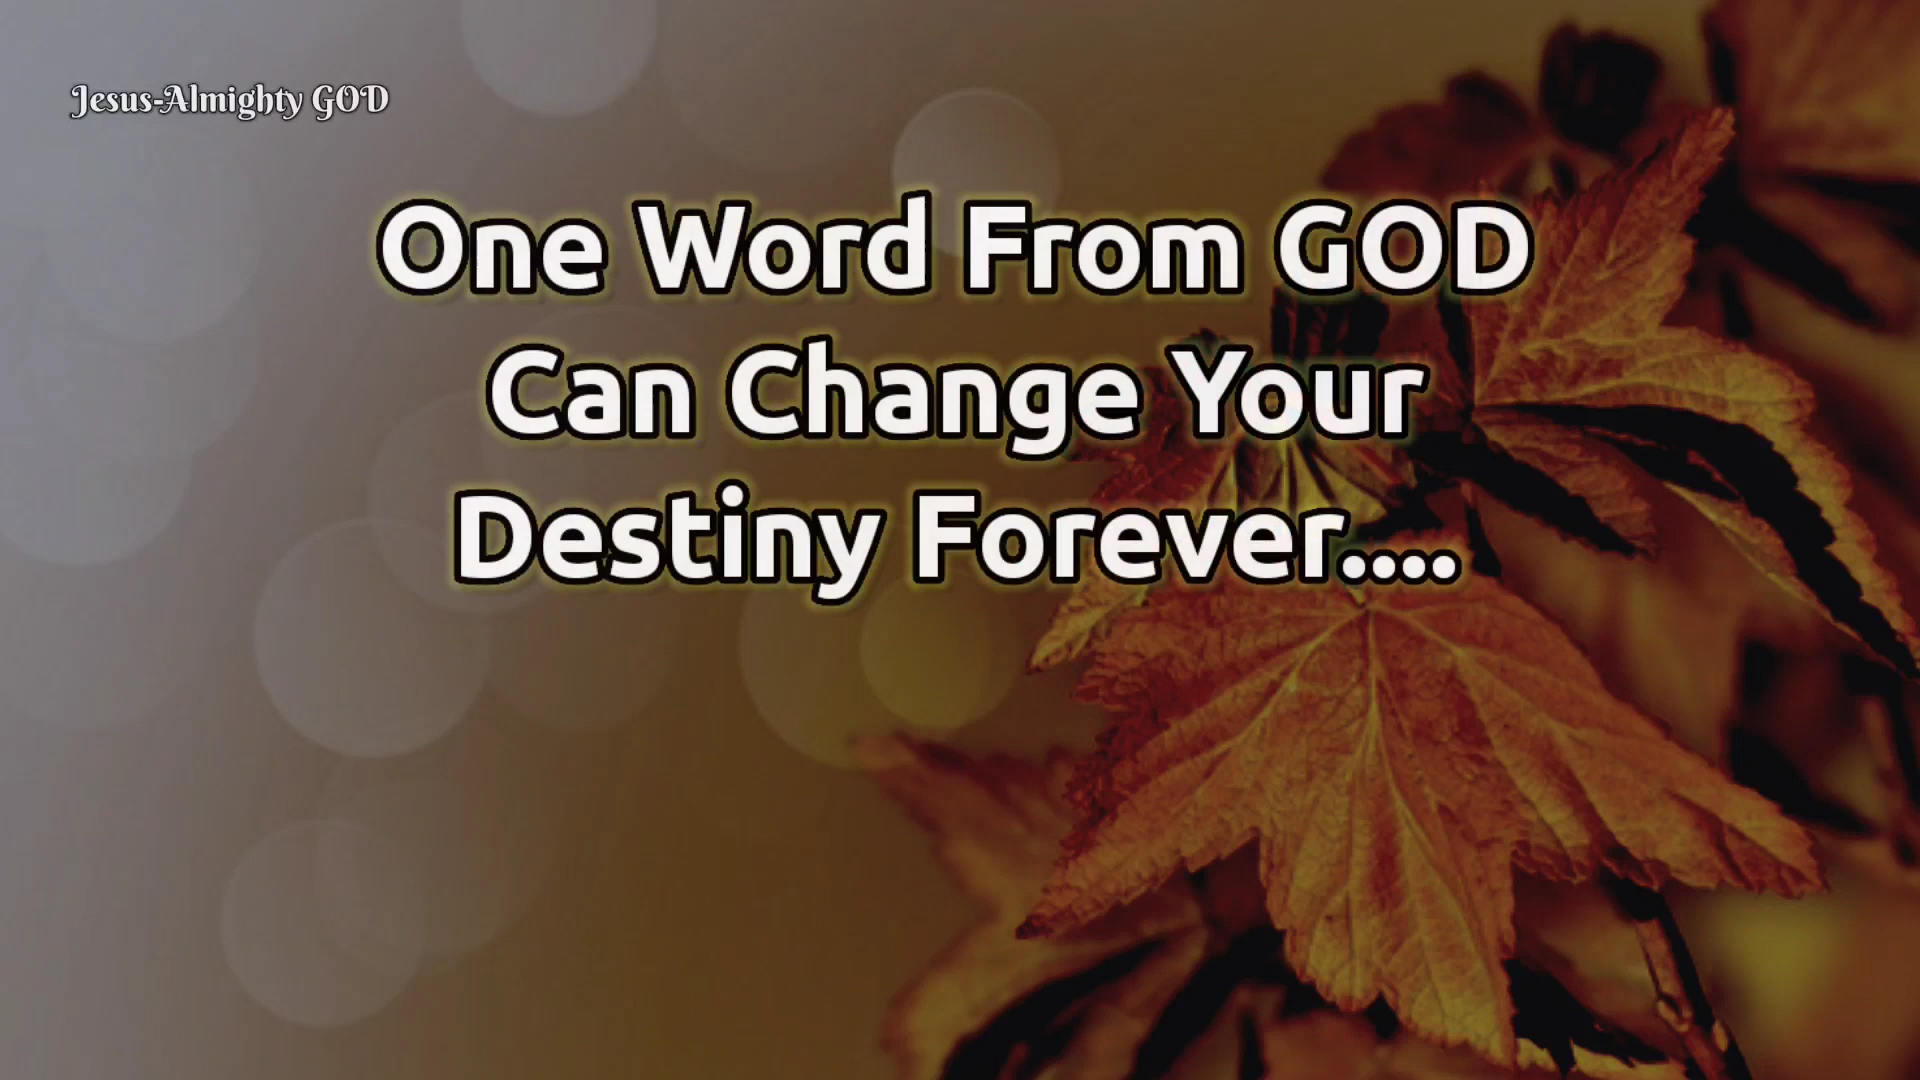 Jesus-Almighty GOD
One Word From GOD
Can Change Your
Destiny Forever....